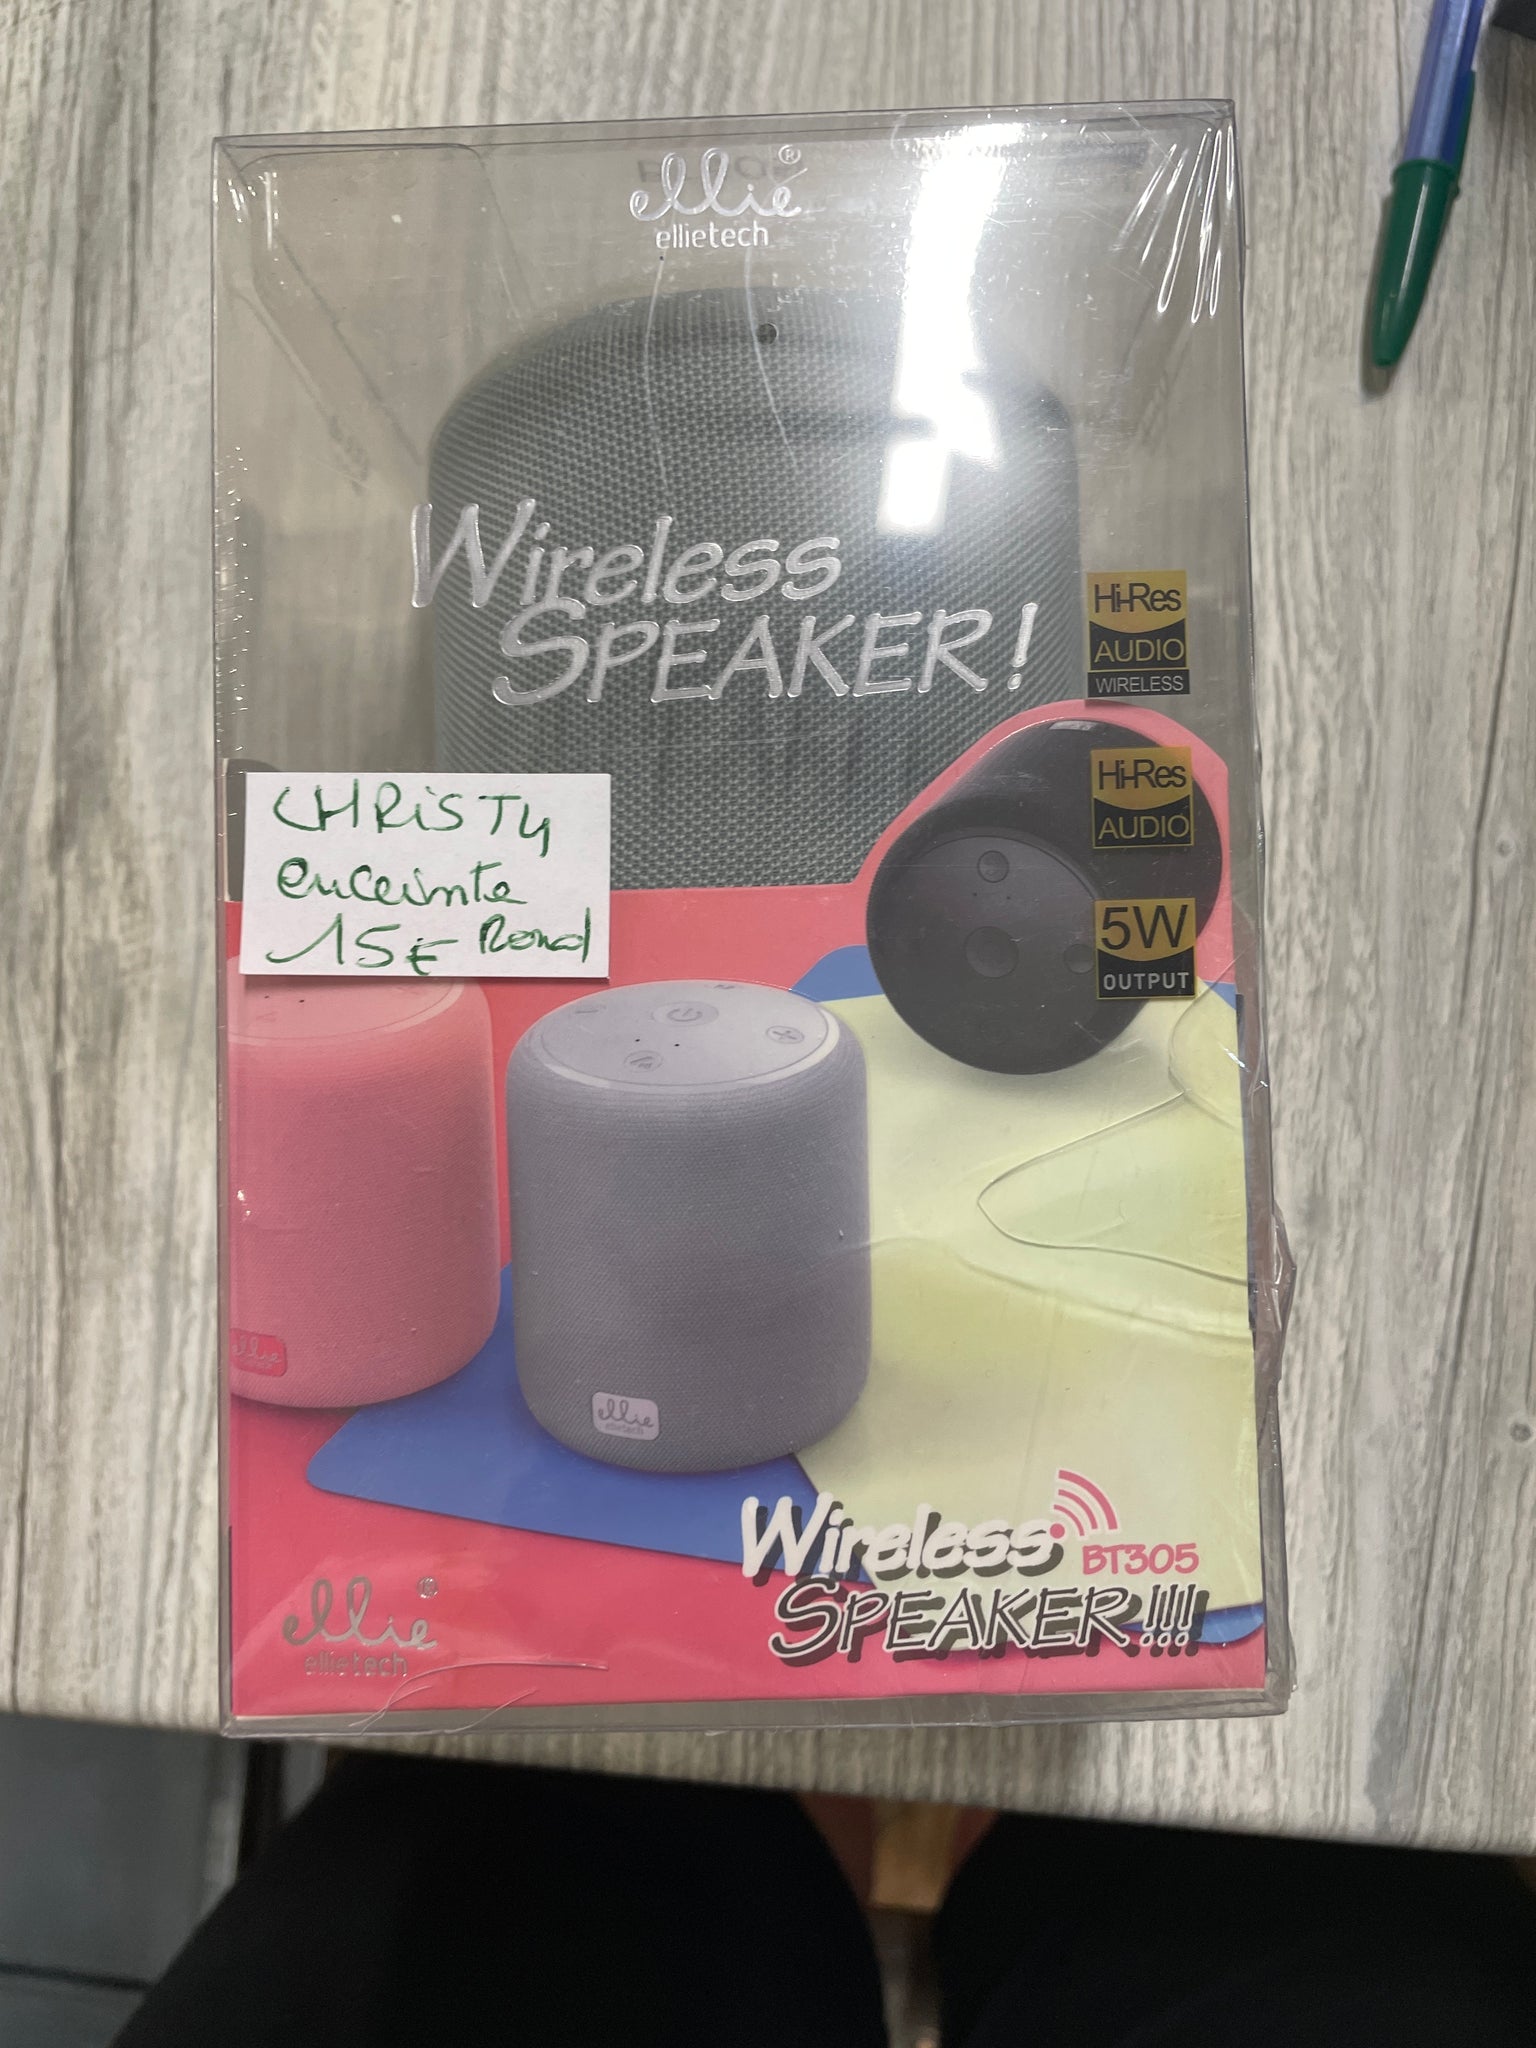 ellie®
ellietech
Wireless
SPEAKER!
Hi-Res
AUDIO
WIRELESS
Hi-Res
AUDIO
5W
OUTPUT
CHRISTY
enceinte
15€ Rond
ellie
ellie
ellietech
Wireless BT305
SPEAKER!!!
ellie®
ellietech